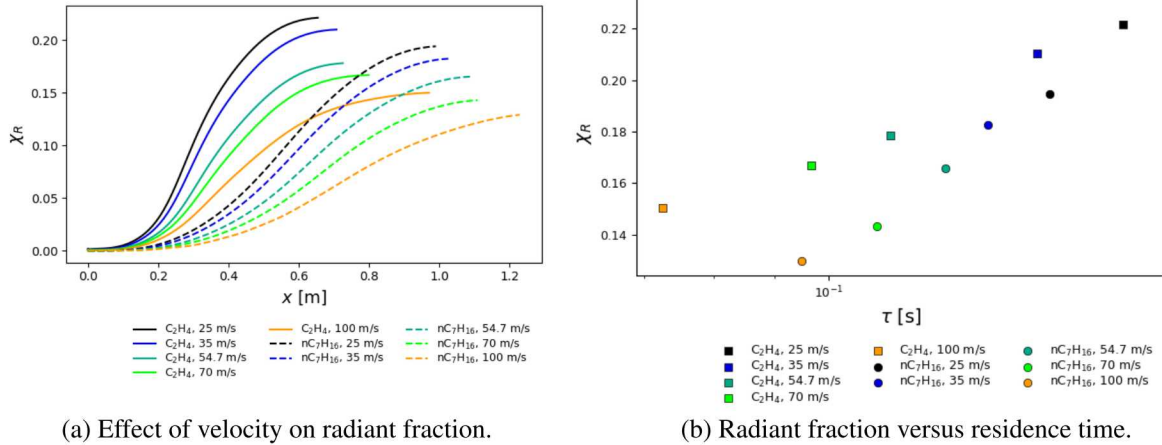 0.20
0.15
0.10
0.05
0.00
χR
0.0 0.2 0.4 0.6 0.8 1.0 1.2
x [m]
C2H4, 25 m/s
C2H4, 35 m/s
C2H4, 54.7 m/s
C2H4, 70 m/s
C2H4, 100 m/s
nC7H16, 25 m/s
nC7H16, 35 m/s
nC7H16, 54.7 m/s
nC7H16, 70 m/s
nC7H16, 100 m/s
(a) Effect of velocity on radiant fraction.
0.22
0.20
0.18
0.16
0.14
χR
10⁻¹
τ [s]
C2H4, 25 m/s
C2H4, 35 m/s
C2H4, 54.7 m/s
C2H4, 70 m/s
C2H4, 100 m/s
nC7H16, 25 m/s
nC7H16, 35 m/s
nC7H16, 54.7 m/s
nC7H16, 70 m/s
nC7H16, 100 m/s
(b) Radiant fraction versus residence time.